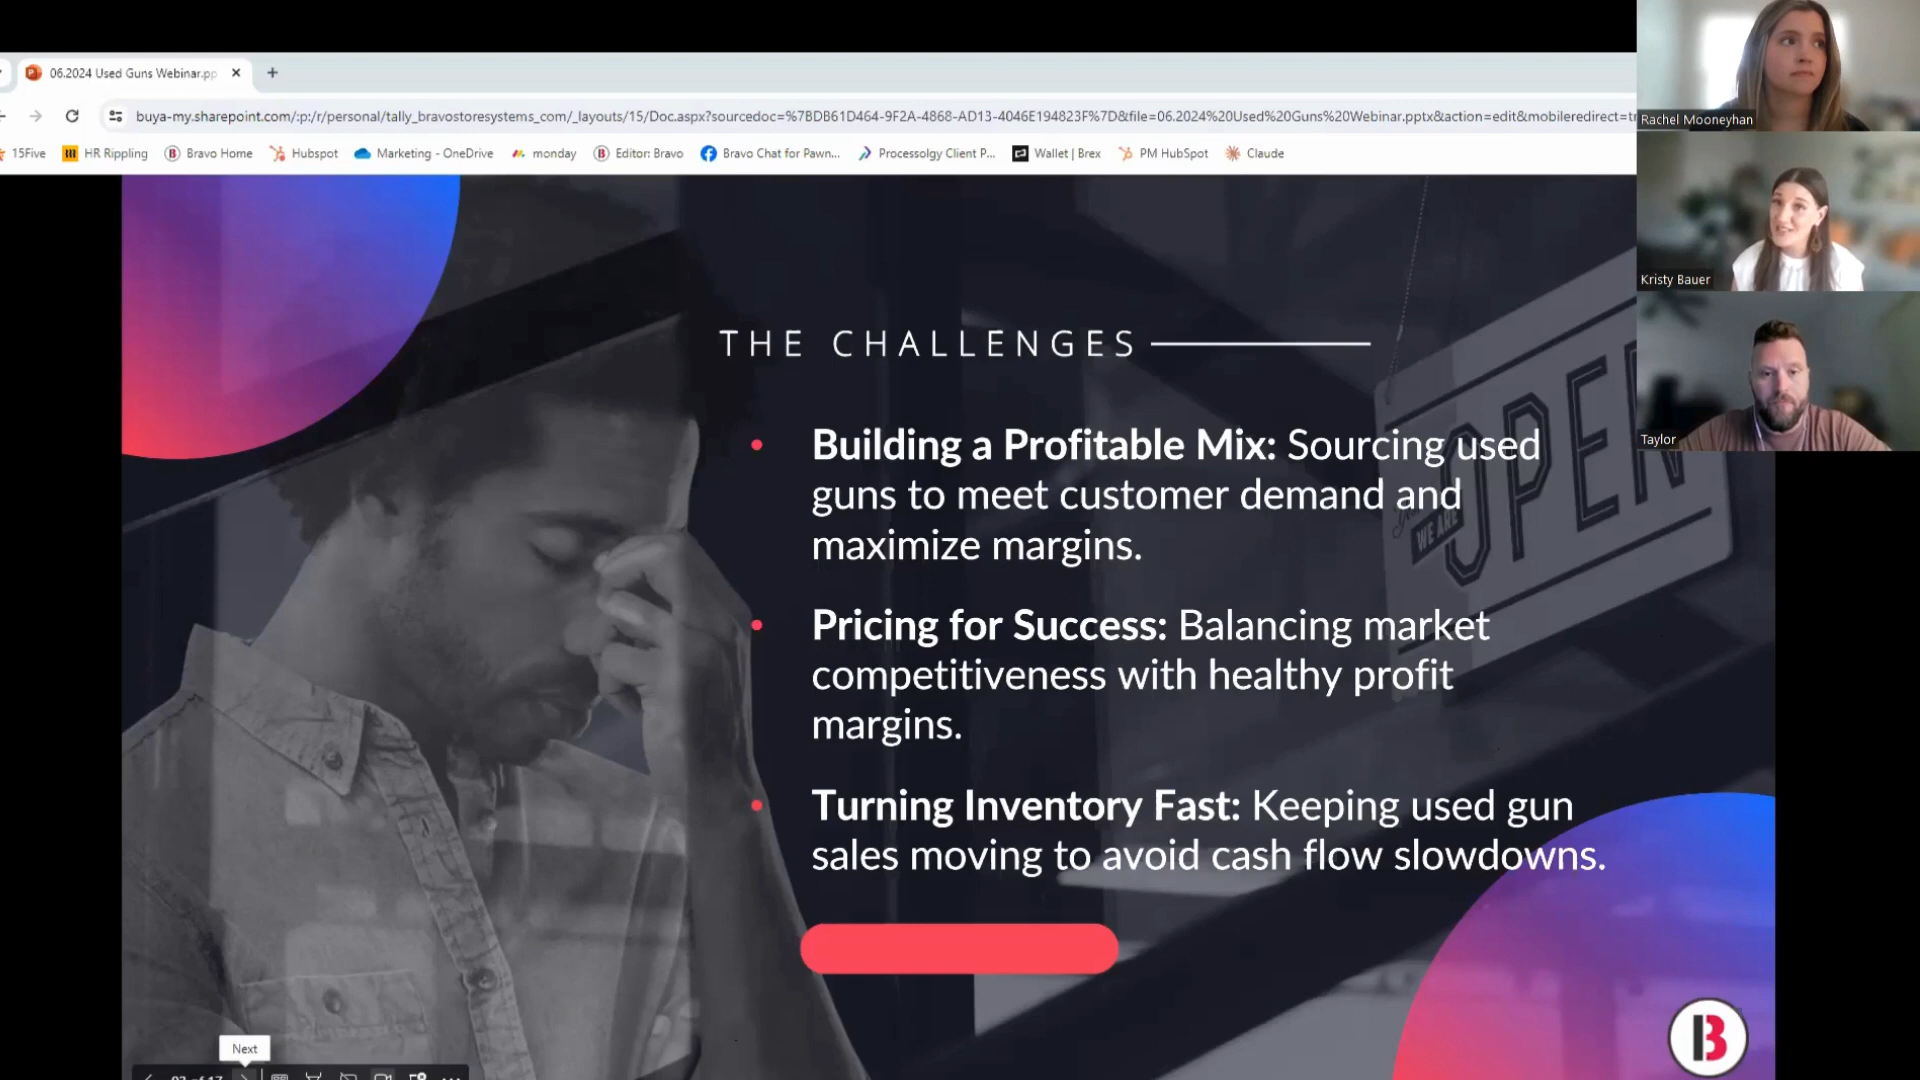 06.2024 Used Guns Webinar.pp
buya-my.sharepoint.com/:p:/r/personal/tally_bravostoresystems_com/_layouts/15/Doc.aspx?sourcedoc=%7BDB61D464-9F2A-4868-AD13-4046E194823F%7D&file=06.2024%20Used%20Guns%20Webinar.pptx&action=edit&mobileredirect=tr
15Five HR Rippling Bravo Home Hubspot Marketing - OneDrive monday Editor: Bravo Bravo Chat for Pawn... Processolgy Client P... Wallet | Brex PM HubSpot Claude
Rachel Mooneyhan
Kristy Bauer
Taylor
THE CHALLENGES
• Building a Profitable Mix: Sourcing used
guns to meet customer demand and
maximize margins.
• Pricing for Success: Balancing market
competitiveness with healthy profit
margins.
• Turning Inventory Fast: Keeping used gun
sales moving to avoid cash flow slowdowns.
WE ARE
OPEN
B
Next